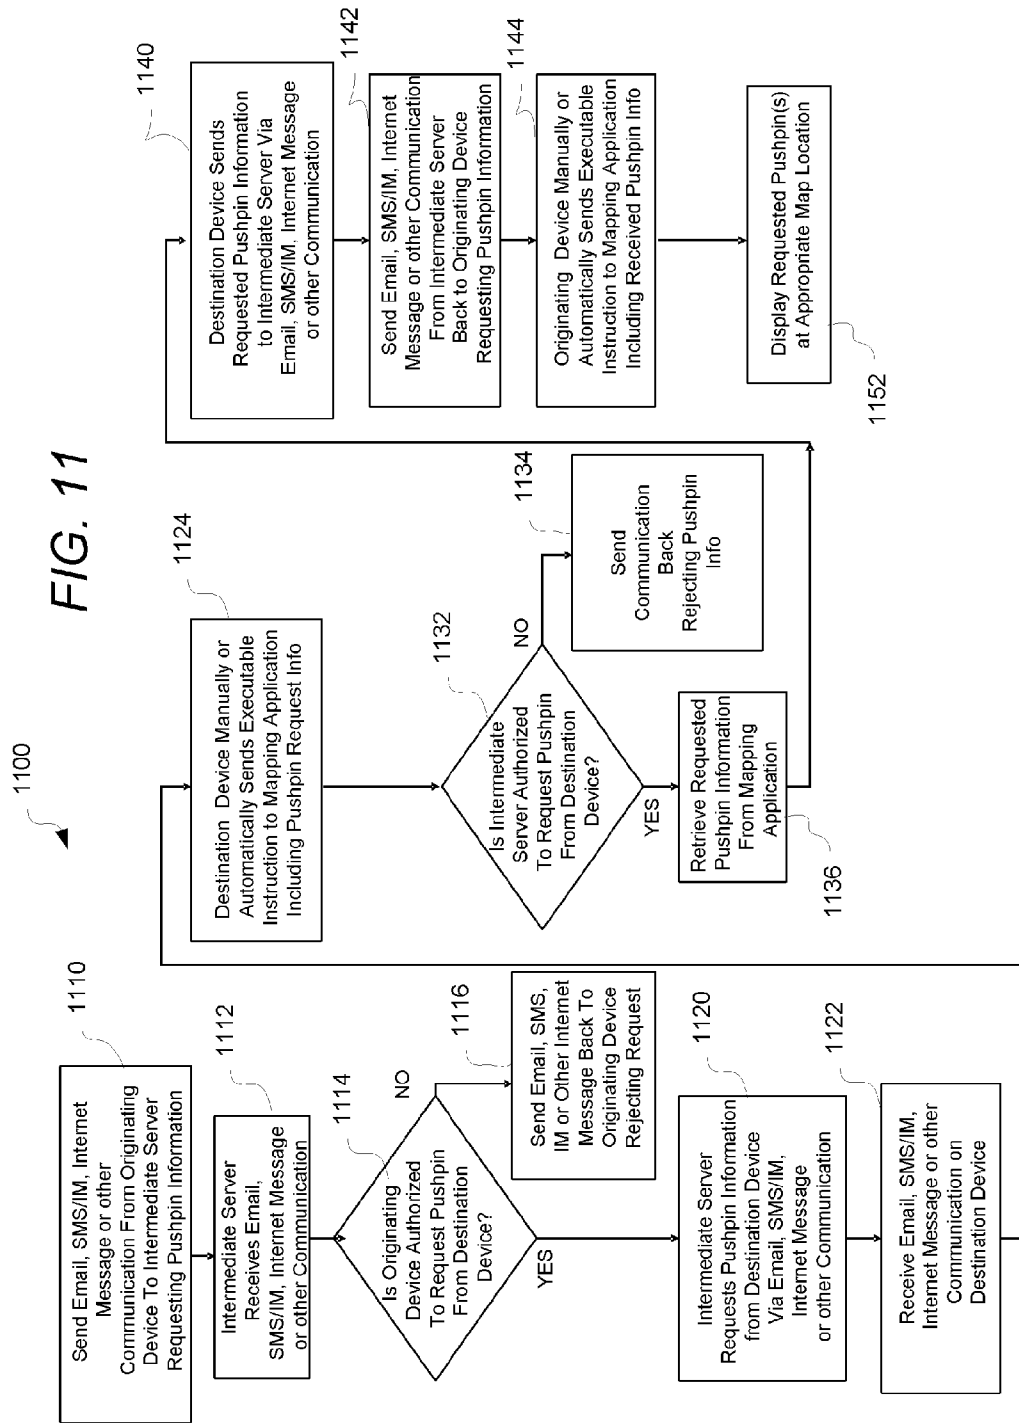 FIG. 11
1100
1110
Send Email, SMS/IM, Internet
Message or other
Communication From Originating
Device To Intermediate Server
Requesting Pushpin Information
1112
Intermediate Server
Receives Email,
SMS/IM, Internet Message
or other Communication
1114
Is Originating
Device Authorized
To Request Pushpin
From Destination
Device?
NO
1116
Send Email, SMS,
IM or Other Internet
Message Back To
Originating Device
Rejecting Request
YES
1120
Intermediate Server
Requests Pushpin Information
from Destination Device
Via Email, SMS/IM,
Internet Message
or other Communication
1122
Receive Email, SMS/IM,
Internet Message or other
Communication on
Destination Device
1124
Destination Device Manually or
Automatically Sends Executable
Instruction to Mapping Application
Including Pushpin Request Info
1132
Is Intermediate
Server Authorized
To Request Pushpin
From Destination
Device?
NO
1134
Send
Communication
Back
Rejecting Pushpin
Info
YES
Retrieve Requested
Pushpin Information
From Mapping
Application
1136
1140
Destination Device Sends
Requested Pushpin Information
to Intermediate Server Via
Email, SMS/IM, Internet Message
or other Communication
1142
Send Email, SMS/IM, Internet
Message or other Communication
From Intermediate Server
Back to Originating Device
Requesting Pushpin Information
1144
Originating Device Manually or
Automatically Sends Executable
Instruction to Mapping Application
Including Received Pushpin Info
Display Requested Pushpin(s)
at Appropriate Map Location
1152